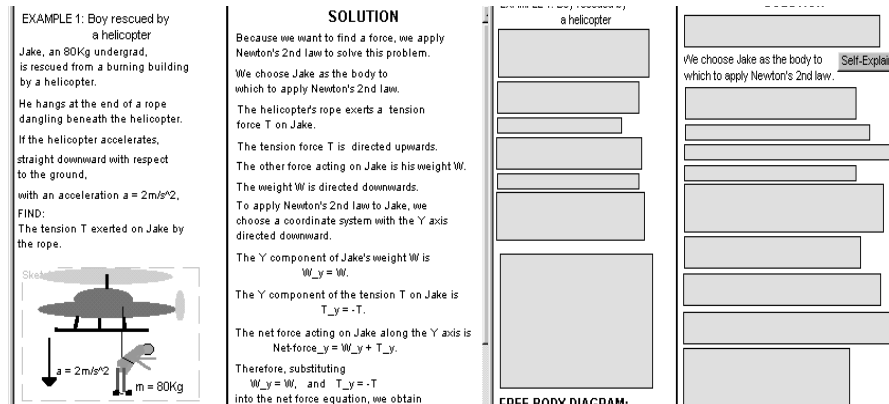 EXAMPLE 1: Boy rescued by
a helicopter
Jake, an 80Kg undergrad,
is rescued from a burning building
by a helicopter.
He hangs at the end of a rope
dangling beneath the helicopter.
If the helicopter accelerates,
straight downward with respect
to the ground,
with an acceleration a = 2m/s^2,
FIND:
The tension T exerted on Jake by
the rope.
a = 2m/s^2
m = 80Kg
SOLUTION
Because we want to find a force, we apply
Newton's 2nd law to solve this problem.
We choose Jake as the body to
which to apply Newton's 2nd law.
The helicopter's rope exerts a tension
force T on Jake.
The tension force T is directed upwards.
The other force acting on Jake is his weight W.
The weight W is directed downwards.
To apply Newton's 2nd law to Jake, we
choose a coordinate system with the Y axis
directed downward.
The Y component of Jake's weight W is
W_y = W.
The Y component of the tension T on Jake is
T_y = -T.
The net force acting on Jake along the Y axis is
Net-force_y = W_y + T_y.
Therefore, substituting
W_y = W, and T_y = -T
into the net force equation, we obtain
EXAMPLE 1: Boy rescued by
a helicopter
FREE BODY DIAGRAM:
SOLUTION
We choose Jake as the body to
which to apply Newton's 2nd law.
Self-Explain